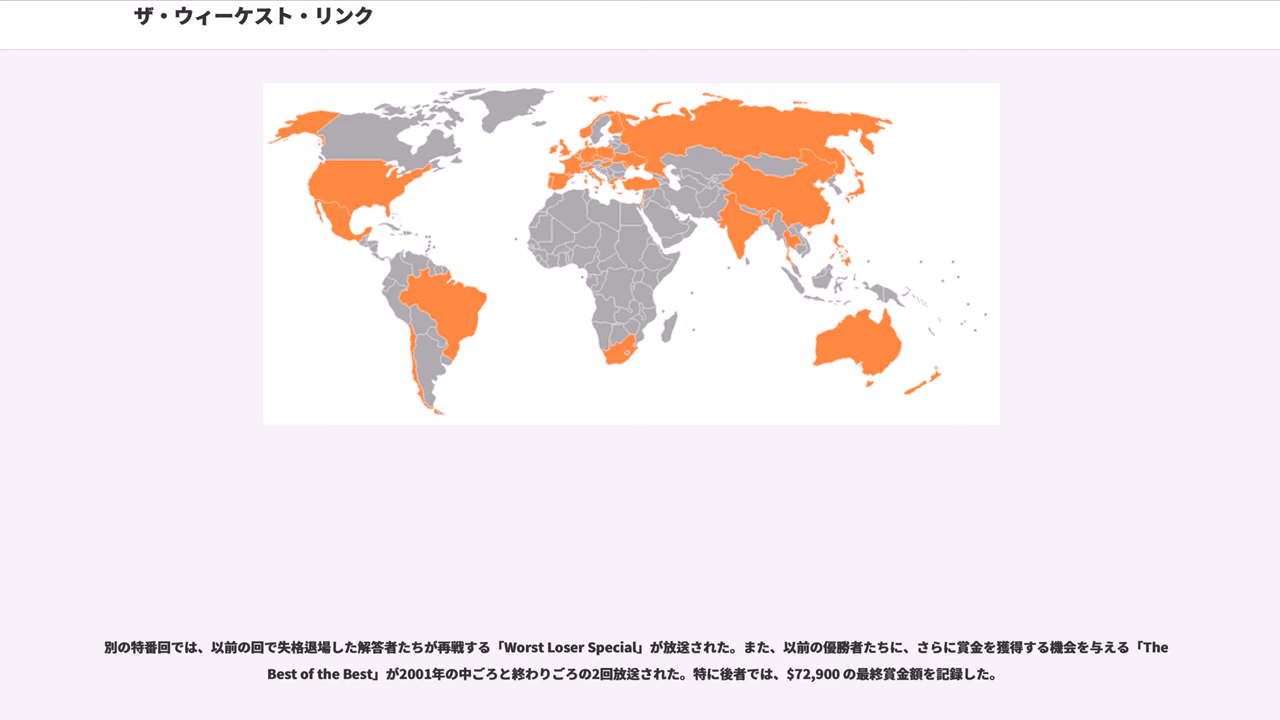 ザ・ウィーケスト・リンク
別の特番回では、以前の回で失格退場した解答者たちが再戦する「Worst Loser Special」が放送された。また、以前の優勝者たちに、さらに賞金を獲得する機会を与える「The
Best of the Best」が2001年の中ごろと終わりごろの2回放送された。特に後者では、$72,900 の最終賞金額を記録した。